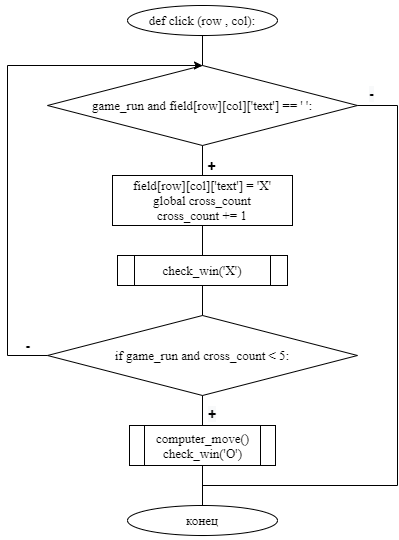 def click (row , col):
game_run and field[row][col]['text'] == ' ':
-
+
field[row][col]['text'] = 'X'
global cross_count
cross_count += 1
check_win('X')
if game_run and cross_count < 5:
-
+
computer_move()
check_win('O')
конец